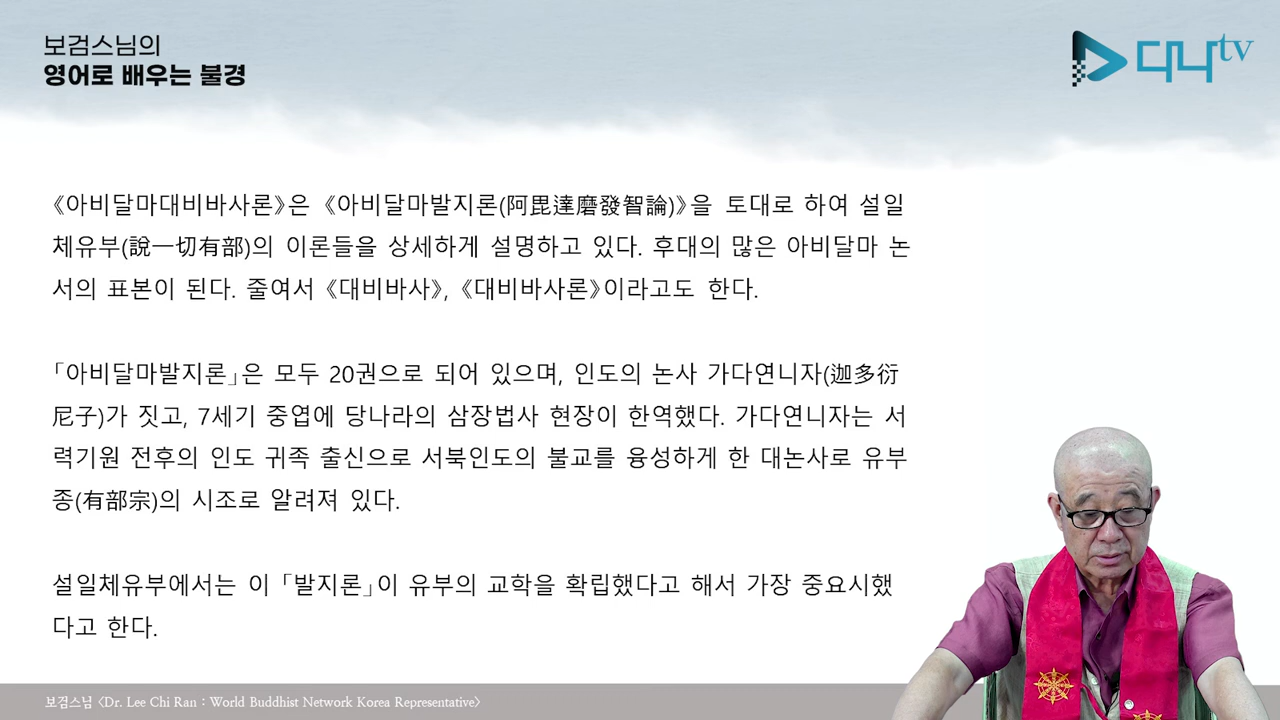 보검스님의
영어로 배우는 불경
다나tv
《아비달마대비바사론》은 《아비달마발지론(阿毘達磨發智論)》을 토대로 하여 설일
체유부(說一切有部)의 이론들을 상세하게 설명하고 있다. 후대의 많은 아비달마 논
서의 표본이 된다. 줄여서 《대비바사》, 《대비바사론》이라고도 한다.
「아비달마발지론」은 모두 20권으로 되어 있으며, 인도의 논사 가다연니자(迦多衍
尼子)가 짓고, 7세기 중엽에 당나라의 삼장법사 현장이 한역했다. 가다연니자는 서
력기원 전후의 인도 귀족 출신으로 서북인도의 불교를 융성하게 한 대논사로 유부
종(有部宗)의 시조로 알려져 있다.
설일체유부에서는 이 「발지론」이 유부의 교학을 확립했다고 해서 가장 중요시했
다고 한다.
보검스님 <Dr. Lee Chi Ran : World Buddhist Network Korea Representative>